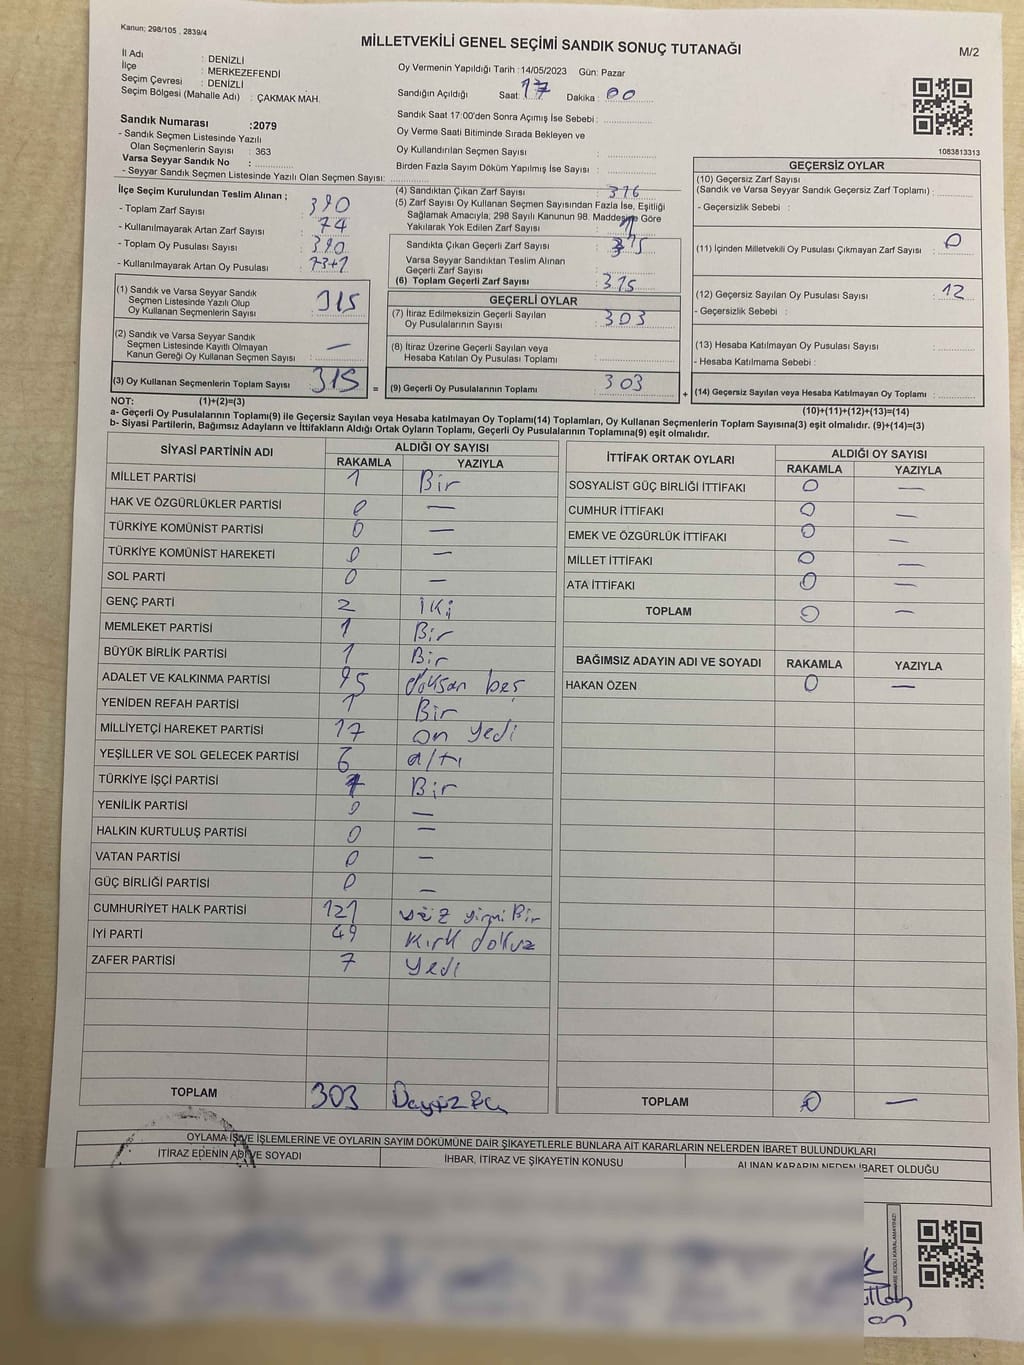 Kanun; 298/105 , 2839/4
MİLLETVEKİLİ GENEL SEÇİMİ SANDIK SONUÇ TUTANAĞI
M/2
İl Adı : DENİZLİ
İlçe : MERKEZEFENDİ
Seçim Çevresi : DENİZLİ
Seçim Bölgesi (Mahalle Adı) : ÇAKMAK MAH.
Oy Vermenin Yapıldığı Tarih :14/05/2023 Gün: Pazar
Sandığın Açıldığı Saat: 17 Dakika : 00
Sandık Saat 17:00'den Sonra Açımış İse Sebebi :
Oy Verme Saati Bitiminde Sırada Bekleyen ve
Oy Kullandırılan Seçmen Sayısı :
Birden Fazla Sayım Döküm Yapılmış İse Sayısı :
1083813313
Sandık Numarası :2079
- Sandık Seçmen Listesinde Yazılı
Olan Seçmenlerin Sayısı : 363
Varsa Seyyar Sandık No :
- Seyyar Sandık Seçmen Listesinde Yazılı Olan Seçmen Sayısı:
İlçe Seçim Kurulundan Teslim Alınan ;
- Toplam Zarf Sayısı : 390
- Kullanılmayarak Artan Zarf Sayısı : 74
- Toplam Oy Pusulası Sayısı : 390
- Kullanılmayarak Artan Oy Pusulası : 73+1
(1) Sandık ve Varsa Seyyar Sandık
Seçmen Listesinde Yazılı Olup
Oy Kullanan Seçmenlerin Sayısı : 315
(2) Sandık ve Varsa Seyyar Sandık
Seçmen Listesinde Kayıtlı Olmayan
Kanun Gereği Oy Kullanan Seçmen Sayısı : —
(3) Oy Kullanan Seçmenlerin Toplam Sayısı 315 =
(4) Sandıktan Çıkan Zarf Sayısı : 316
(5) Zarf Sayısı Oy Kullanan Seçmen Sayısından Fazla İse, Eşitliği
Sağlamak Amacıyla; 298 Sayılı Kanunun 98. Maddesine Göre
Yakılarak Yok Edilen Zarf Sayısı : 1
Sandıkta Çıkan Geçerli Zarf Sayısı : 315
Varsa Seyyar Sandıktan Teslim Alınan
Geçerli Zarf Sayısı :
(6) Toplam Geçerli Zarf Sayısı : 315
GEÇERLİ OYLAR
(7) İtiraz Edilmeksizin Geçerli Sayılan
Oy Pusulalarının Sayısı : 303
(8) İtiraz Üzerine Geçerli Sayılan veya
Hesaba Katılan Oy Pusulası Toplamı :
(9) Geçerli Oy Pusulalarının Toplamı : 303 +
GEÇERSİZ OYLAR
(10) Geçersiz Zarf Sayısı
(Sandık ve Varsa Seyyar Sandık Geçersiz Zarf Toplamı) :
- Geçersizlik Sebebi :
(11) İçinden Milletvekili Oy Pusulası Çıkmayan Zarf Sayısı : 0
(12) Geçersiz Sayılan Oy Pusulası Sayısı : 12
- Geçersizlik Sebebi :
(13) Hesaba Katılmayan Oy Pusulası Sayısı :
- Hesaba Katılmama Sebebi :
(14) Geçersiz Sayılan veya Hesaba Katılmayan Oy Toplamı :
NOT: (1)+(2)=(3)
(10)+(11)+(12)+(13)=(14)
a- Geçerli Oy Pusulalarının Toplamı(9) ile Geçersiz Sayılan veya Hesaba katılmayan Oy Toplamı(14) Toplamları, Oy Kullanan Seçmenlerin Toplam Sayısına(3) eşit olmalıdır. (9)+(14)=(3)
b- Siyasi Partilerin, Bağımsız Adayların ve İttifakların Aldığı Ortak Oyların Toplamı, Geçerli Oy Pusulalarının Toplamına(9) eşit olmalıdır.
SİYASİ PARTİNİN ADI ALDIĞI OY SAYISI
RAKAMLA YAZIYLA
MİLLET PARTİSİ 1 Bir
HAK VE ÖZGÜRLÜKLER PARTİSİ 0 —
TÜRKİYE KOMÜNİST PARTİSİ 0 —
TÜRKİYE KOMÜNİST HAREKETİ 0 —
SOL PARTİ 0 —
GENÇ PARTİ 2 İki
MEMLEKET PARTİSİ 1 Bir
BÜYÜK BİRLİK PARTİSİ 1 Bir
ADALET VE KALKINMA PARTİSİ 95 doksan beş
YENİDEN REFAH PARTİSİ 1 Bir
MİLLİYETÇİ HAREKET PARTİSİ 17 on yedi
YEŞİLLER VE SOL GELECEK PARTİSİ 6 altı
TÜRKİYE İŞÇİ PARTİSİ 1 Bir
YENİLİK PARTİSİ 0 —
HALKIN KURTULUŞ PARTİSİ 0 —
VATAN PARTİSİ 0 —
GÜÇ BİRLİĞİ PARTİSİ 0 —
CUMHURİYET HALK PARTİSİ 121 yüz yirmi Bir
İYİ PARTİ 49 kırk dokuz
ZAFER PARTİSİ 7 yedi
TOPLAM 303
İTTİFAK ORTAK OYLARI ALDIĞI OY SAYISI
RAKAMLA YAZIYLA
SOSYALİST GÜÇ BİRLİĞİ İTTİFAKI 0 —
CUMHUR İTTİFAKI 0 —
EMEK VE ÖZGÜRLÜK İTTİFAKI 0 —
MİLLET İTTİFAKI 0 —
ATA İTTİFAKI 0 —
TOPLAM 0 —
BAĞIMSIZ ADAYIN ADI VE SOYADI RAKAMLA YAZIYLA
HAKAN ÖZEN 0 —
TOPLAM 0 —
OYLAMA İŞ VE İŞLEMLERİNE VE OYLARIN SAYIM DÖKÜMÜNE DAİR ŞİKAYETLERLE BUNLARA AİT KARARLARIN NELERDEN İBARET BULUNDUKLARI
İTİRAZ EDENİN ADI VE SOYADI İHBAR, İTİRAZ VE ŞİKAYETİN KONUSU ALINAN KARARIN NEDEN İBARET OLDUĞU